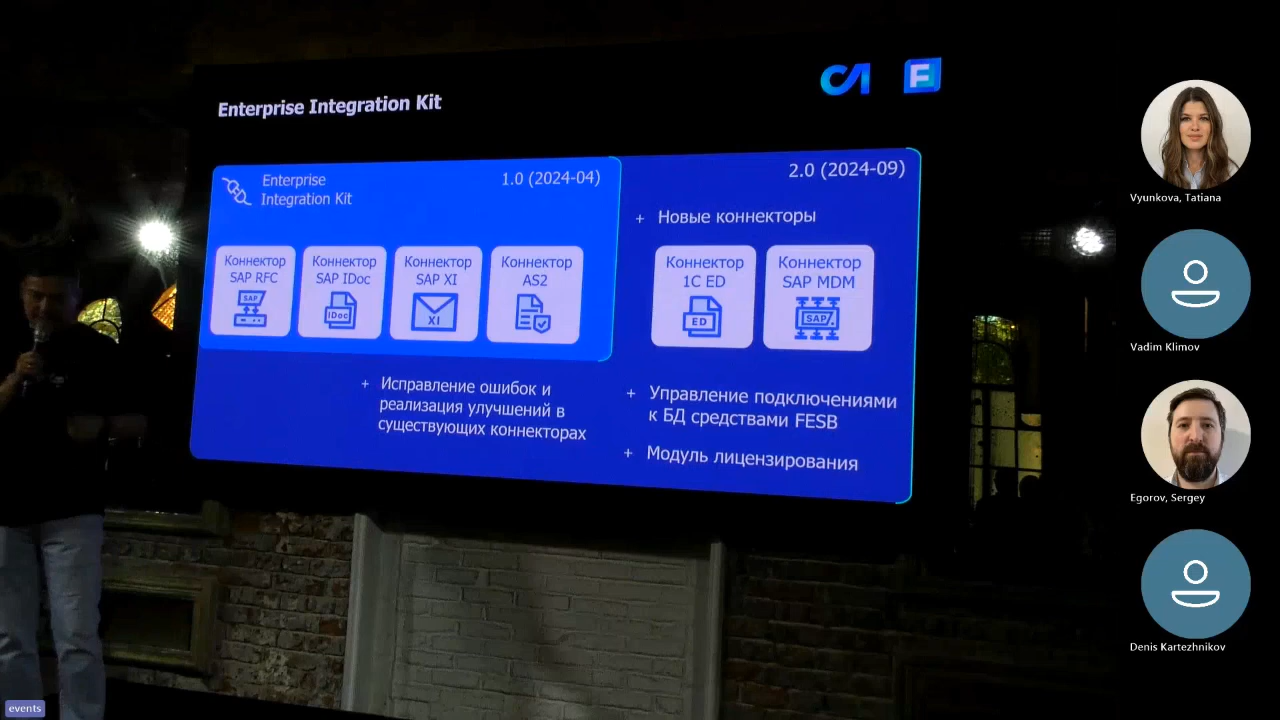 Enterprise Integration Kit
Enterprise
Integration Kit
1.0 (2024-04)
Коннектор
SAP RFC
SAP
Коннектор
SAP IDoc
IDoc
Коннектор
SAP XI
XI
Коннектор
AS2
+ Исправление ошибок и
реализация улучшений в
существующих коннекторах
2.0 (2024-09)
+ Новые коннекторы
Коннектор
1C ED
ED
Коннектор
SAP MDM
SAP
+ Управление подключениями
к БД средствами FESB
+ Модуль лицензирования
F
Vyunkova, Tatiana
Vadim Klimov
Egorov, Sergey
Denis Kartezhnikov
events